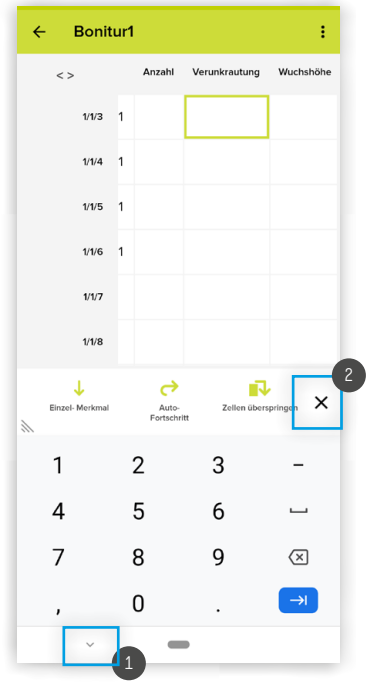 Bonitur1
< > Anzahl Verunkrautung Wuchshöhe
1/1/3 1
1/1/4 1
1/1/5 1
1/1/6 1
1/1/7
1/1/8
2
Einzel- Merkmal Auto- Zellen überspringen
Fortschritt
1 2 3 –
4 5 6
7 8 9
, 0 .
1